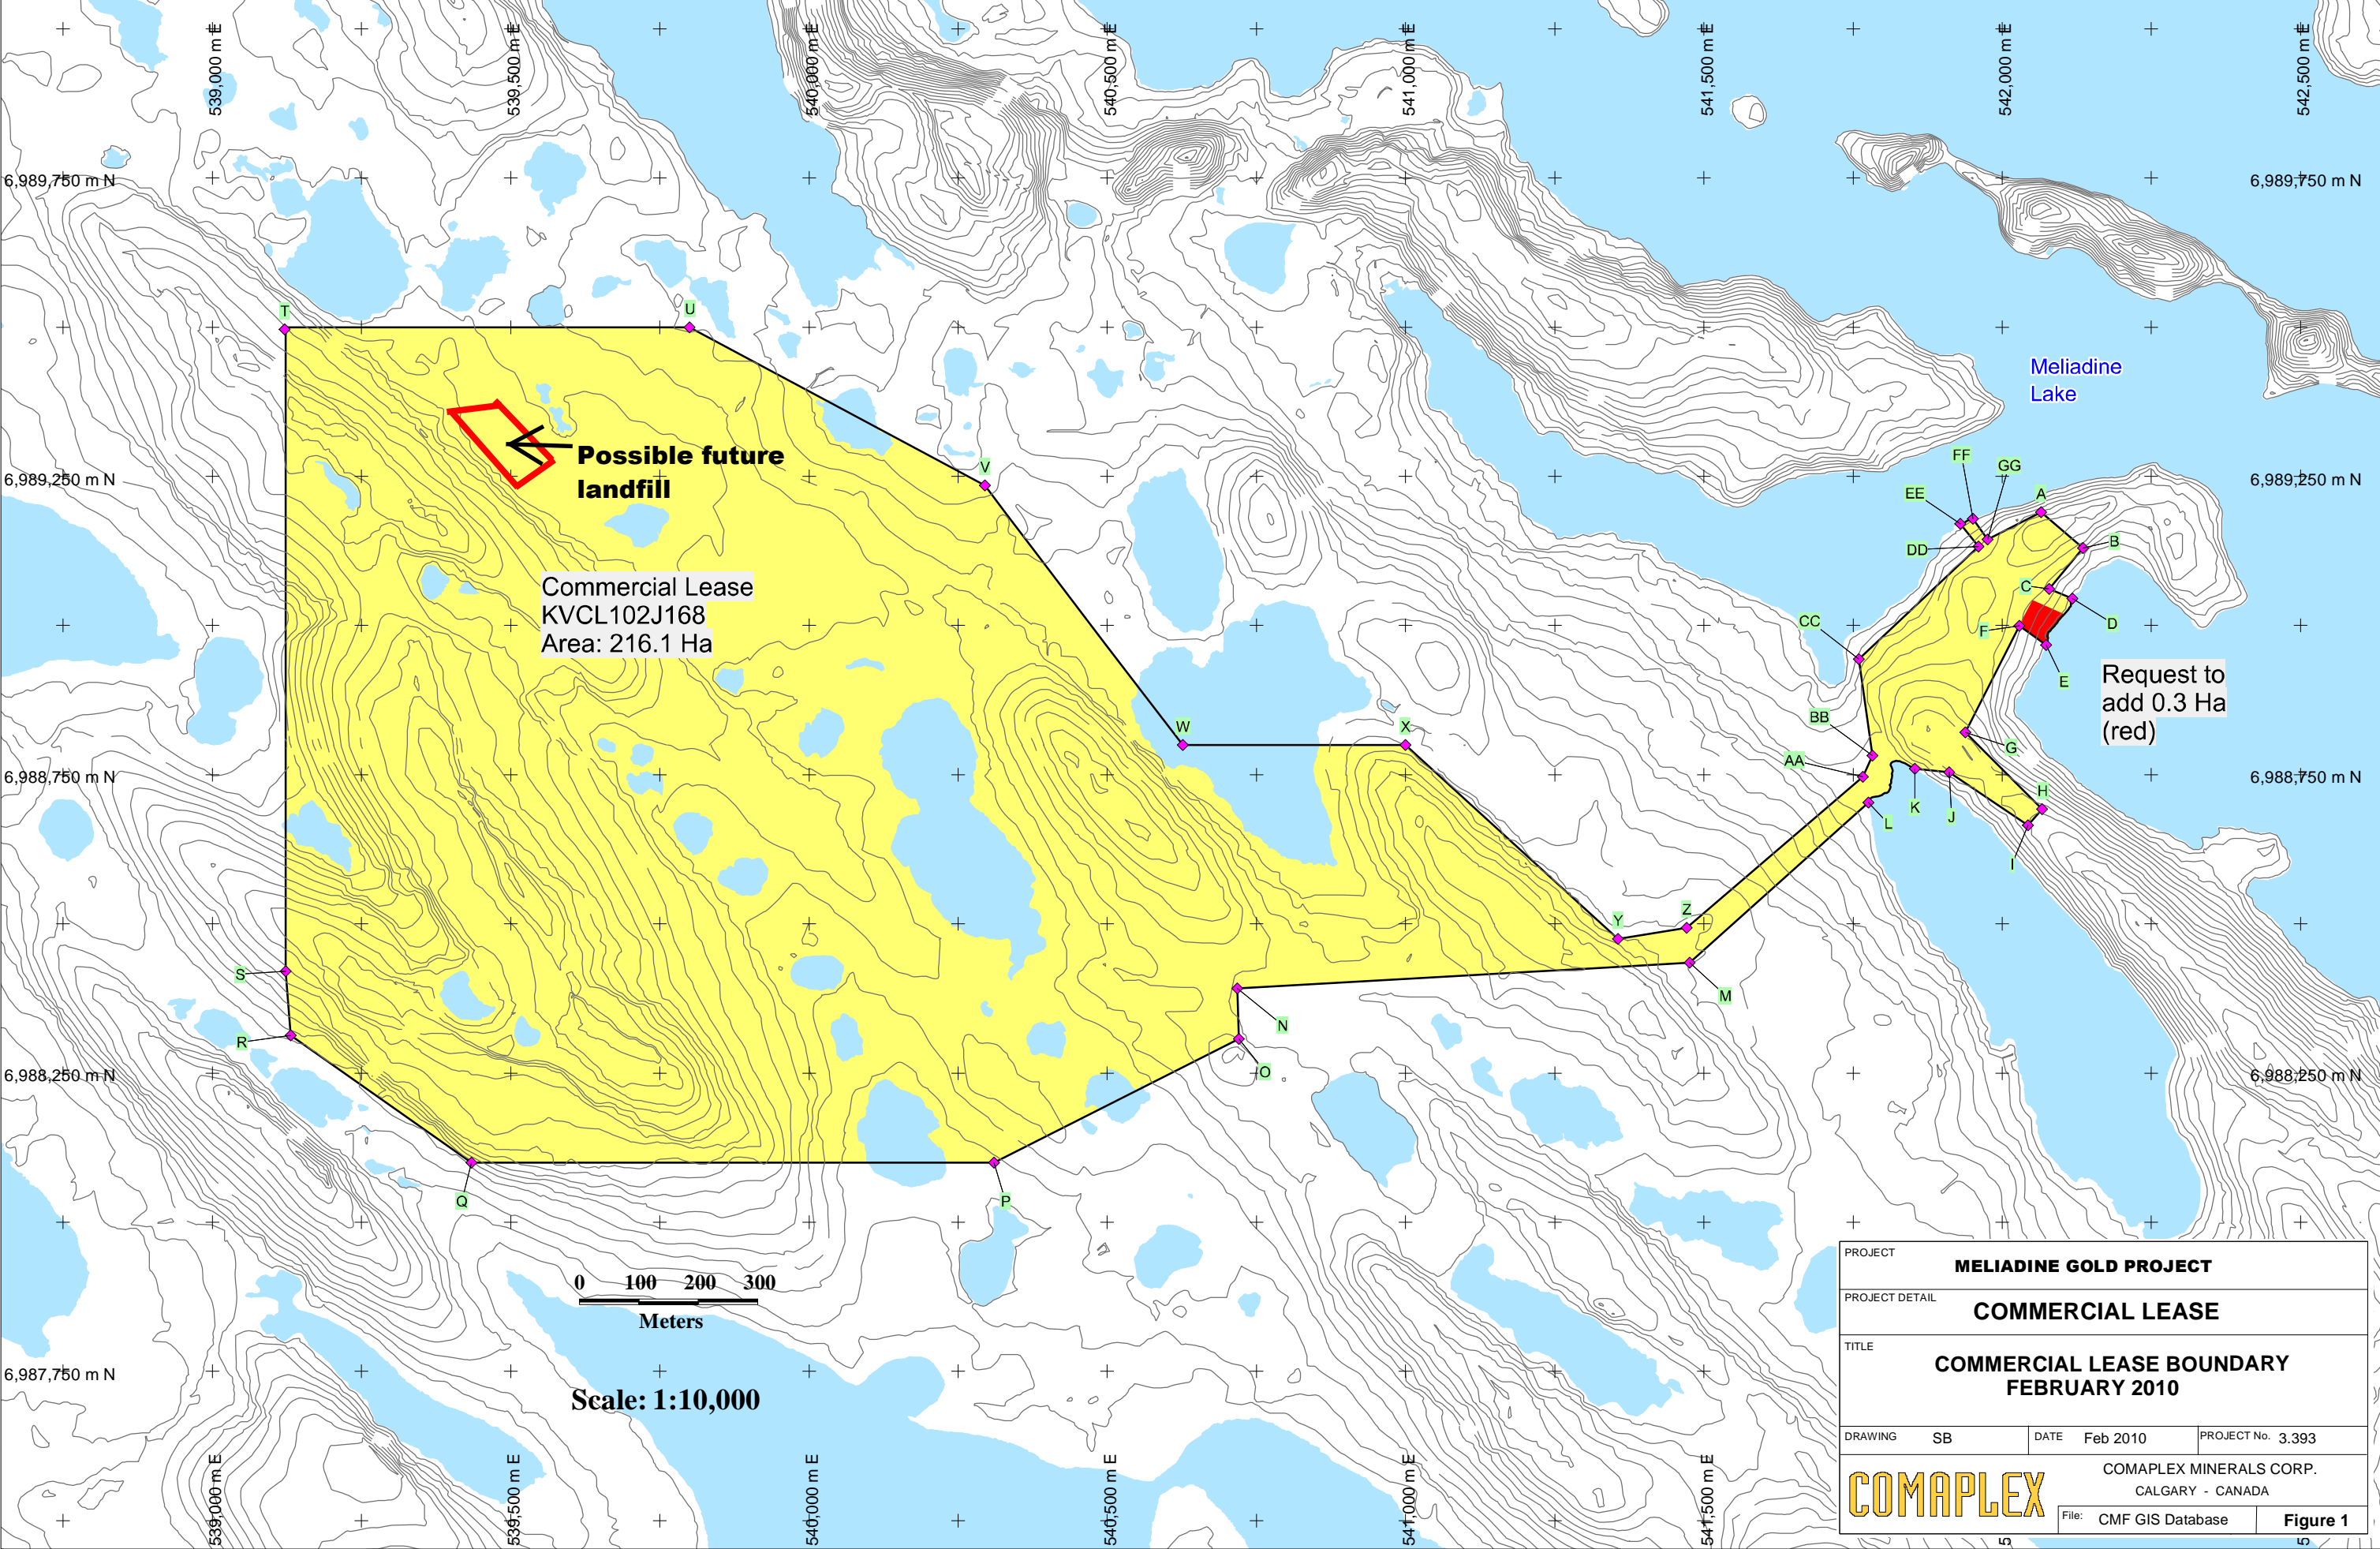 539,000 m E
539,500 m E
540,000 m E
540,500 m E
541,000 m E
541,500 m E
542,000 m E
542,500 m E
6,989,750 m N
6,989,750 m N
T
U
Meliadine
Lake
Possible future
landfill
V
6,989,250 m N
6,989,250 m N
FF
GG
EE
A
DD
B
C
D
F
E
CC
Commercial Lease
KVCL102J168
Area: 216.1 Ha
Request to
add 0.3 Ha
(red)
W
X
BB
G
AA
6,988,750 m N
6,988,750 m N
H
K
J
L
I
Y
Z
S
M
N
R
O
6,988,250 m N
6,988,250 m N
Q
P
0 100 200 300
Meters
Scale: 1:10,000
6,987,750 m N
539,000 m E
539,500 m E
540,000 m E
540,500 m E
541,000 m E
541,500 m E
5
5
PROJECT
MELIADINE GOLD PROJECT
PROJECT DETAIL
COMMERCIAL LEASE
TITLE
COMMERCIAL LEASE BOUNDARY
FEBRUARY 2010
DRAWING SB
DATE Feb 2010
PROJECT No. 3.393
COMAPLEX
COMAPLEX MINERALS CORP.
CALGARY - CANADA
File: CMF GIS Database
Figure 1